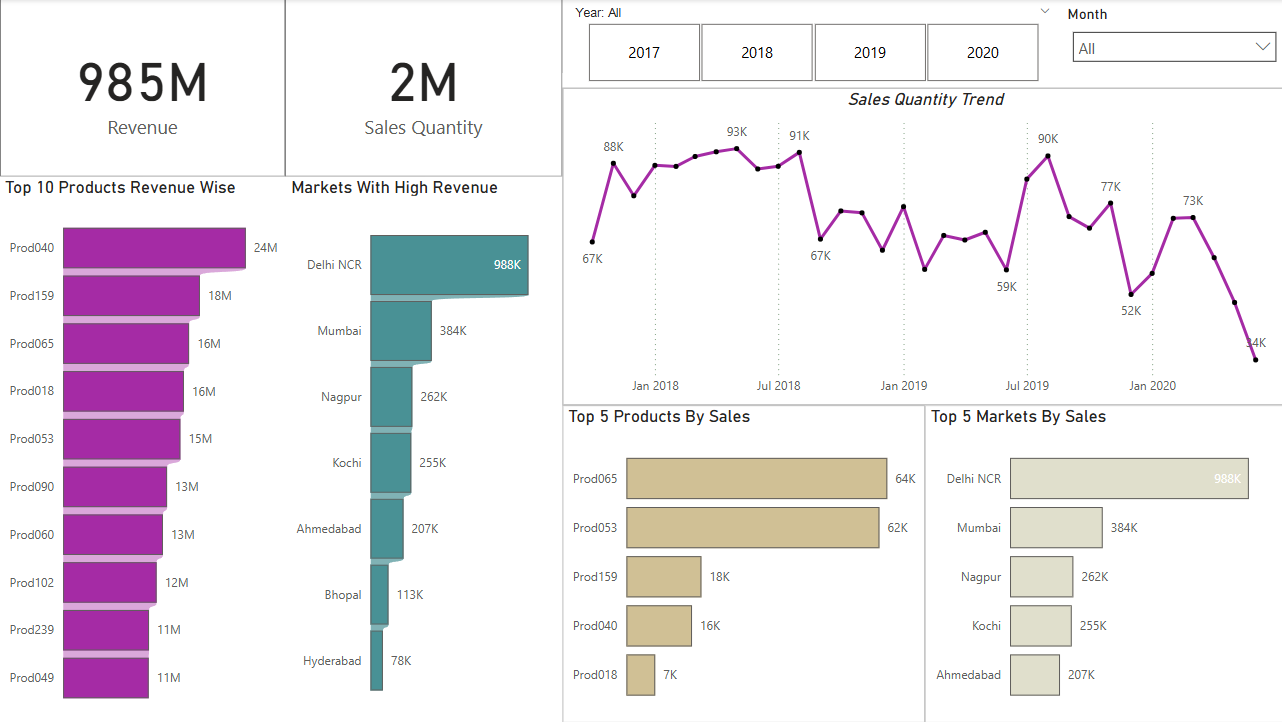 985M
Revenue
2M
Sales Quantity
Year: All
2017
2018
2019
2020
Month
All
Sales Quantity Trend
88K
93K
91K
90K
77K
73K
67K
67K
59K
52K
34K
Jan 2018
Jul 2018
Jan 2019
Jul 2019
Jan 2020
Top 10 Products Revenue Wise
Prod040 24M
Prod159 18M
Prod065 16M
Prod018 16M
Prod053 15M
Prod090 13M
Prod060 13M
Prod102 12M
Prod239 11M
Prod049 11M
Markets With High Revenue
Delhi NCR 988K
Mumbai 384K
Nagpur 262K
Kochi 255K
Ahmedabad 207K
Bhopal 113K
Hyderabad 78K
Top 5 Products By Sales
Prod065 64K
Prod053 62K
Prod159 18K
Prod040 16K
Prod018 7K
Top 5 Markets By Sales
Delhi NCR 988K
Mumbai 384K
Nagpur 262K
Kochi 255K
Ahmedabad 207K